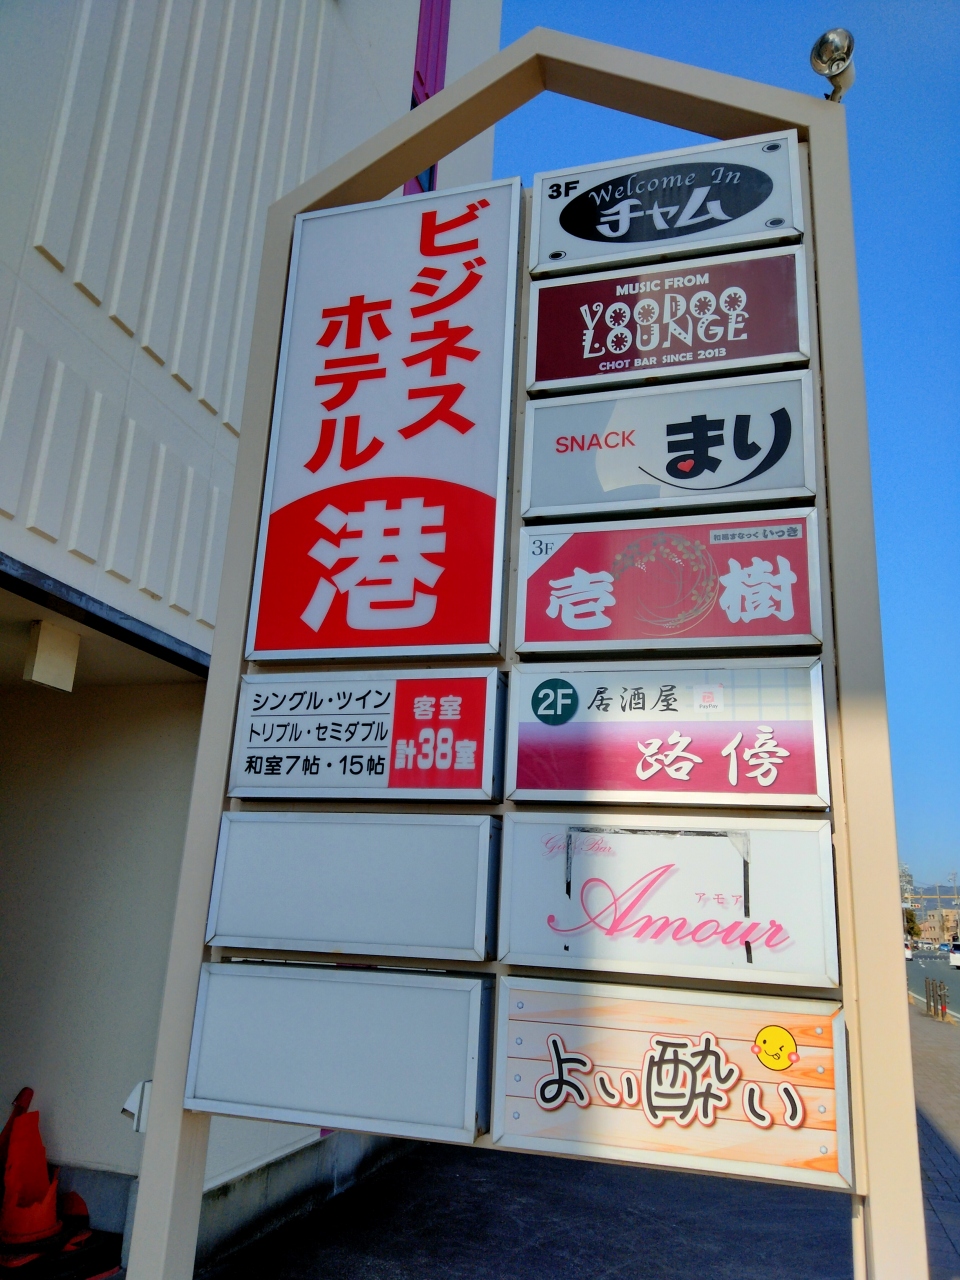 ビジネス
ホテル
港
シングル・ツイン
トリプル・セミダブル
和室7帖・15帖
客室
計38室
3F
Welcome In
チャム
MUSIC FROM
VOODOO
LOUNGE
CHOT BAR SINCE 2013
SNACK まり
3F 和風すなっく いっき
壱樹
2F 居酒屋 PayPay
路傍
Girl's Bar
アモア
Amour
よい酔い